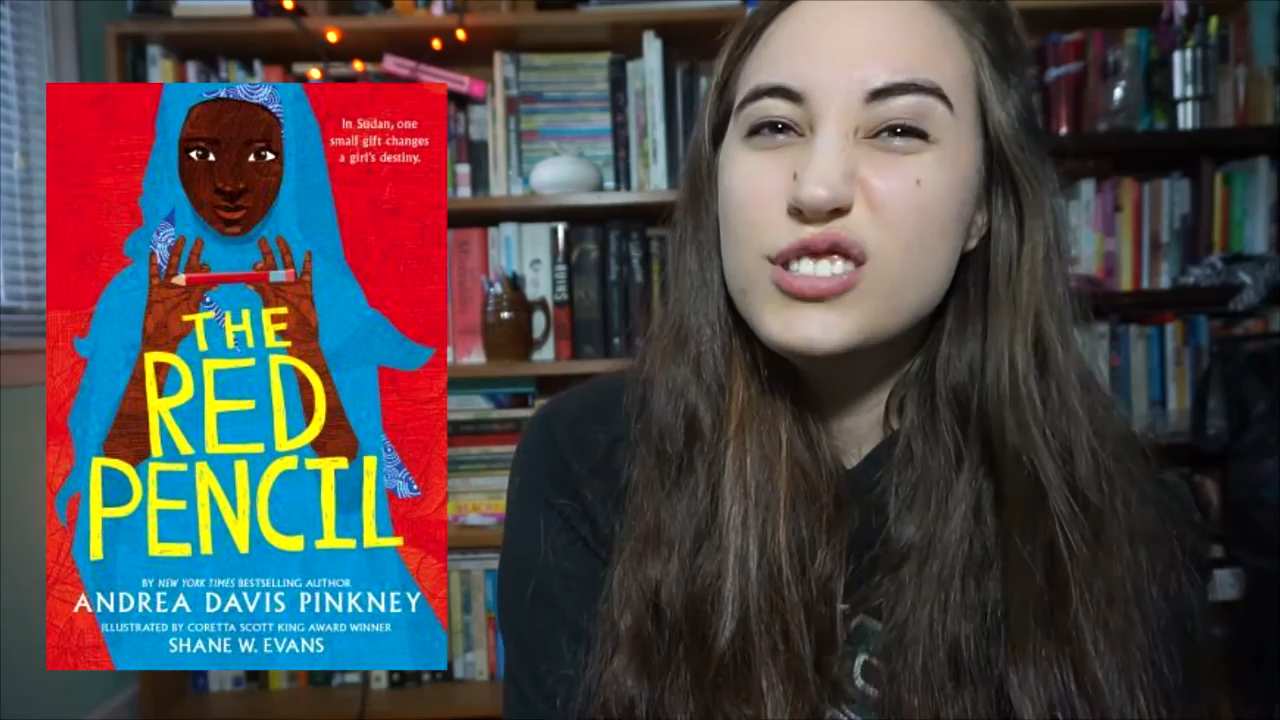 In Sudan, one
small gift changes
a girl's destiny.
THE
RED
PENCIL
BY NEW YORK TIMES BESTSELLING AUTHOR
ANDREA DAVIS PINKNEY
ILLUSTRATED BY CORETTA SCOTT KING AWARD WINNER
SHANE W. EVANS